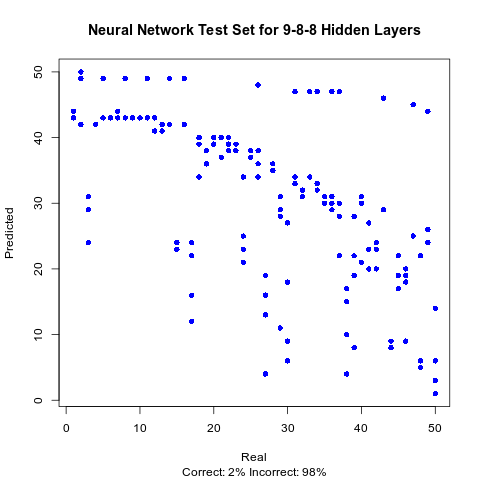 Neural Network Test Set for 9-8-8 Hidden Layers
Predicted
50
40
30
20
10
0
0 10 20 30 40 50
Real
Correct: 2% Incorrect: 98%